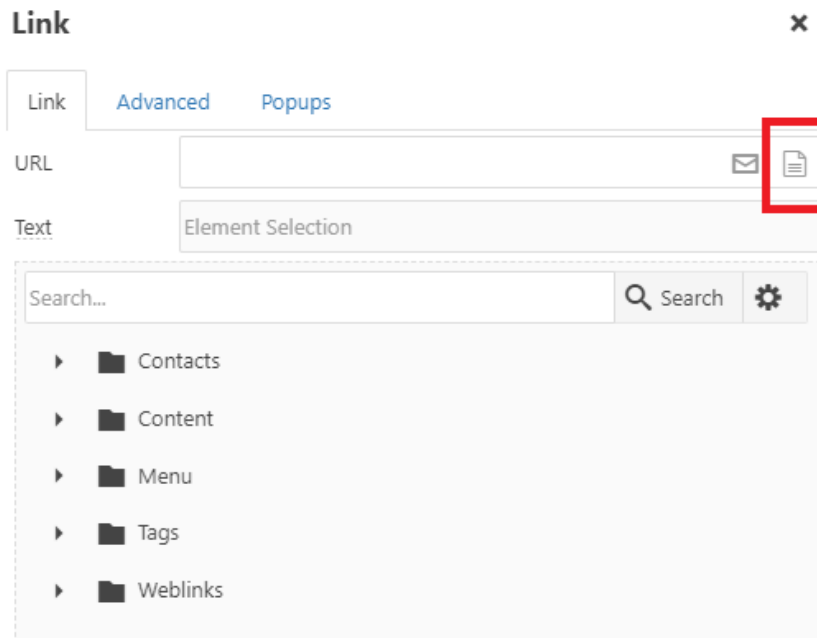 Link
Link Advanced Popups
URL
Text Element Selection
Search... Search
Contacts
Content
Menu
Tags
Weblinks